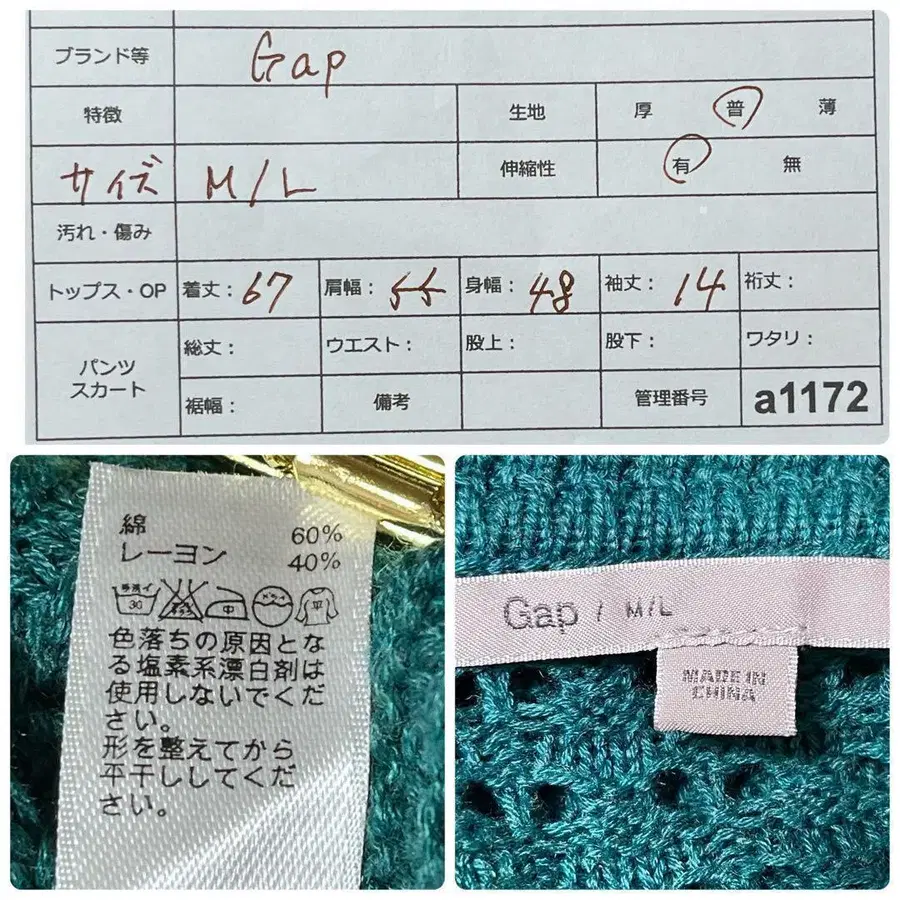 ブランド等 Gap
特徴 生地 厚 普 薄
サイズ M/L 伸縮性 有 無
汚れ・傷み
トップス・OP 着丈：67 肩幅：55 身幅：48 袖丈：14 裄丈：
パンツ
スカート
総丈： ウエスト： 股上： 股下： ワタリ：
裾幅： 備考 管理番号 a1172
綿 60%
レーヨン 40%
手洗イ
30
中
平
色落ちの原因とな
る塩素系漂白剤は
使用しないでくだ
さい。
形を整えてから
平干ししてくだ
さい。
Gap / M/L
MADE IN
CHINA